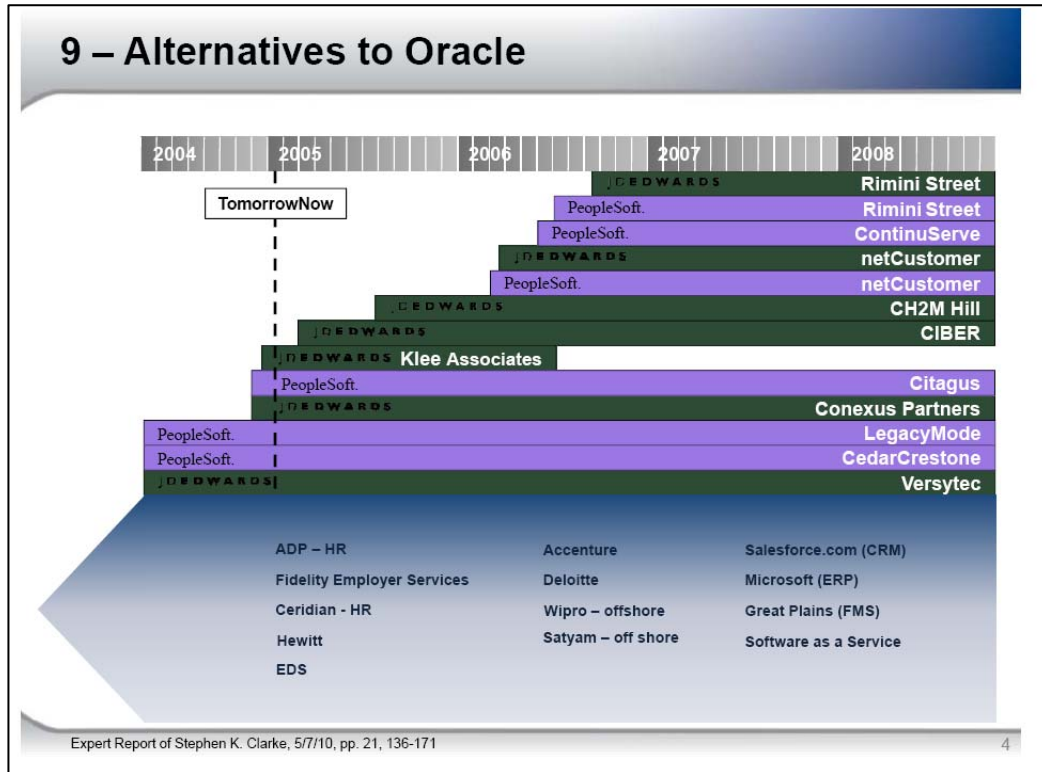 9 – Alternatives to Oracle
2004 2005 2006 2007 2008
TomorrowNow
JDEDWARDS Rimini Street
PeopleSoft. Rimini Street
PeopleSoft. ContinuServe
JDEDWARDS netCustomer
PeopleSoft. netCustomer
JDEDWARDS CH2M Hill
JDEDWARDS CIBER
JDEDWARDS Klee Associates
PeopleSoft. Citagus
JDEDWARDS Conexus Partners
PeopleSoft. LegacyMode
PeopleSoft. CedarCrestone
JDEDWARDS Versytec
ADP – HR
Fidelity Employer Services
Ceridian - HR
Hewitt
EDS
Accenture
Deloitte
Wipro – offshore
Satyam – off shore
Salesforce.com (CRM)
Microsoft (ERP)
Great Plains (FMS)
Software as a Service
Expert Report of Stephen K. Clarke, 5/7/10, pp. 21, 136-171
4